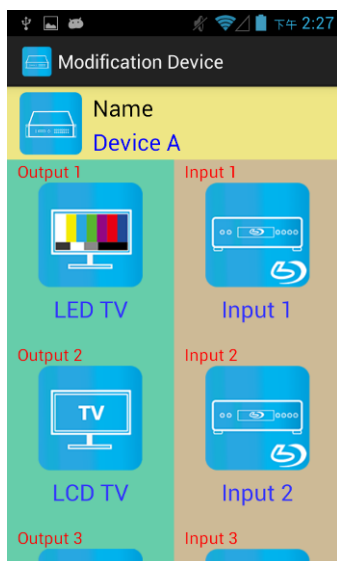 下午 2:27
Modification Device
Name
Device A
Output 1
Input 1
LED TV
Input 1
Output 2
Input 2
TV
LCD TV
Input 2
Output 3
Input 3